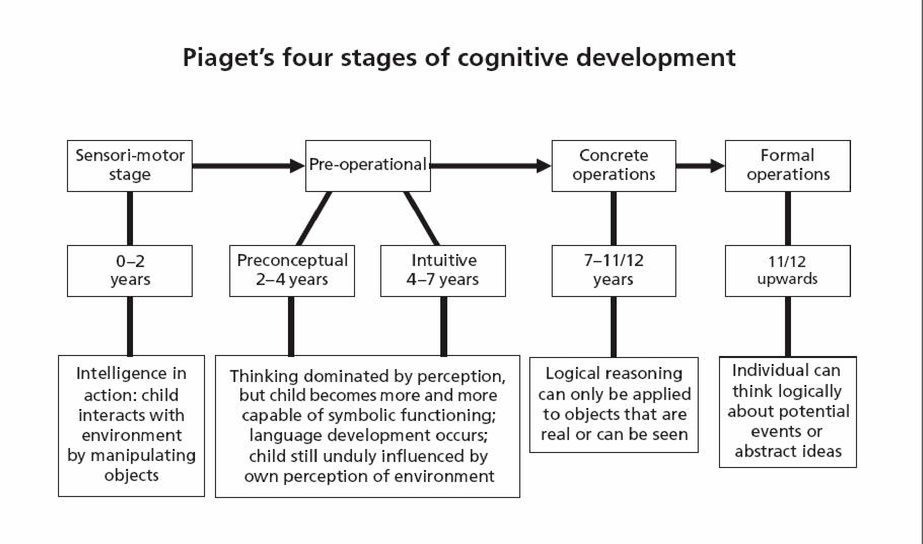 Piaget’s four stages of cognitive development
Sensori-motor
stage
Pre-operational
Concrete
operations
Formal
operations
0–2
years
Preconceptual
2–4 years
Intuitive
4–7 years
7–11/12
years
11/12
upwards
Intelligence in
action: child
interacts with
environment
by manipulating
objects
Thinking dominated by perception,
but child becomes more and more
capable of symbolic functioning;
language development occurs;
child still unduly influenced by
own perception of environment
Logical reasoning
can only be applied
to objects that are
real or can be seen
Individual can
think logically
about potential
events or
abstract ideas